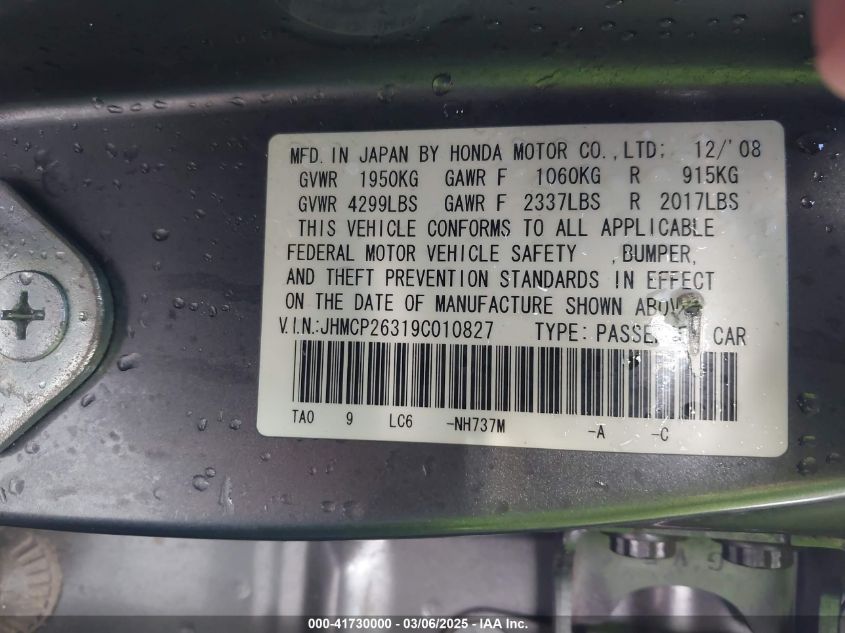 MFD. IN JAPAN BY HONDA MOTOR CO.,LTD; 12/'08
GVWR 1950KG GAWR F 1060KG R 915KG
GVWR 4299LBS GAWR F 2337LBS R 2017LBS
THIS VEHICLE CONFORMS TO ALL APPLICABLE
FEDERAL MOTOR VEHICLE SAFETY ,BUMPER,
AND THEFT PREVENTION STANDARDS IN EFFECT
ON THE DATE OF MANUFACTURE SHOWN
V.I.N.:JHMCP26319C010827 TYPE: CAR
TA0 9 LC6 -NH737M -A -C
000-41730000 - 03/06/2025 - IAA Inc.